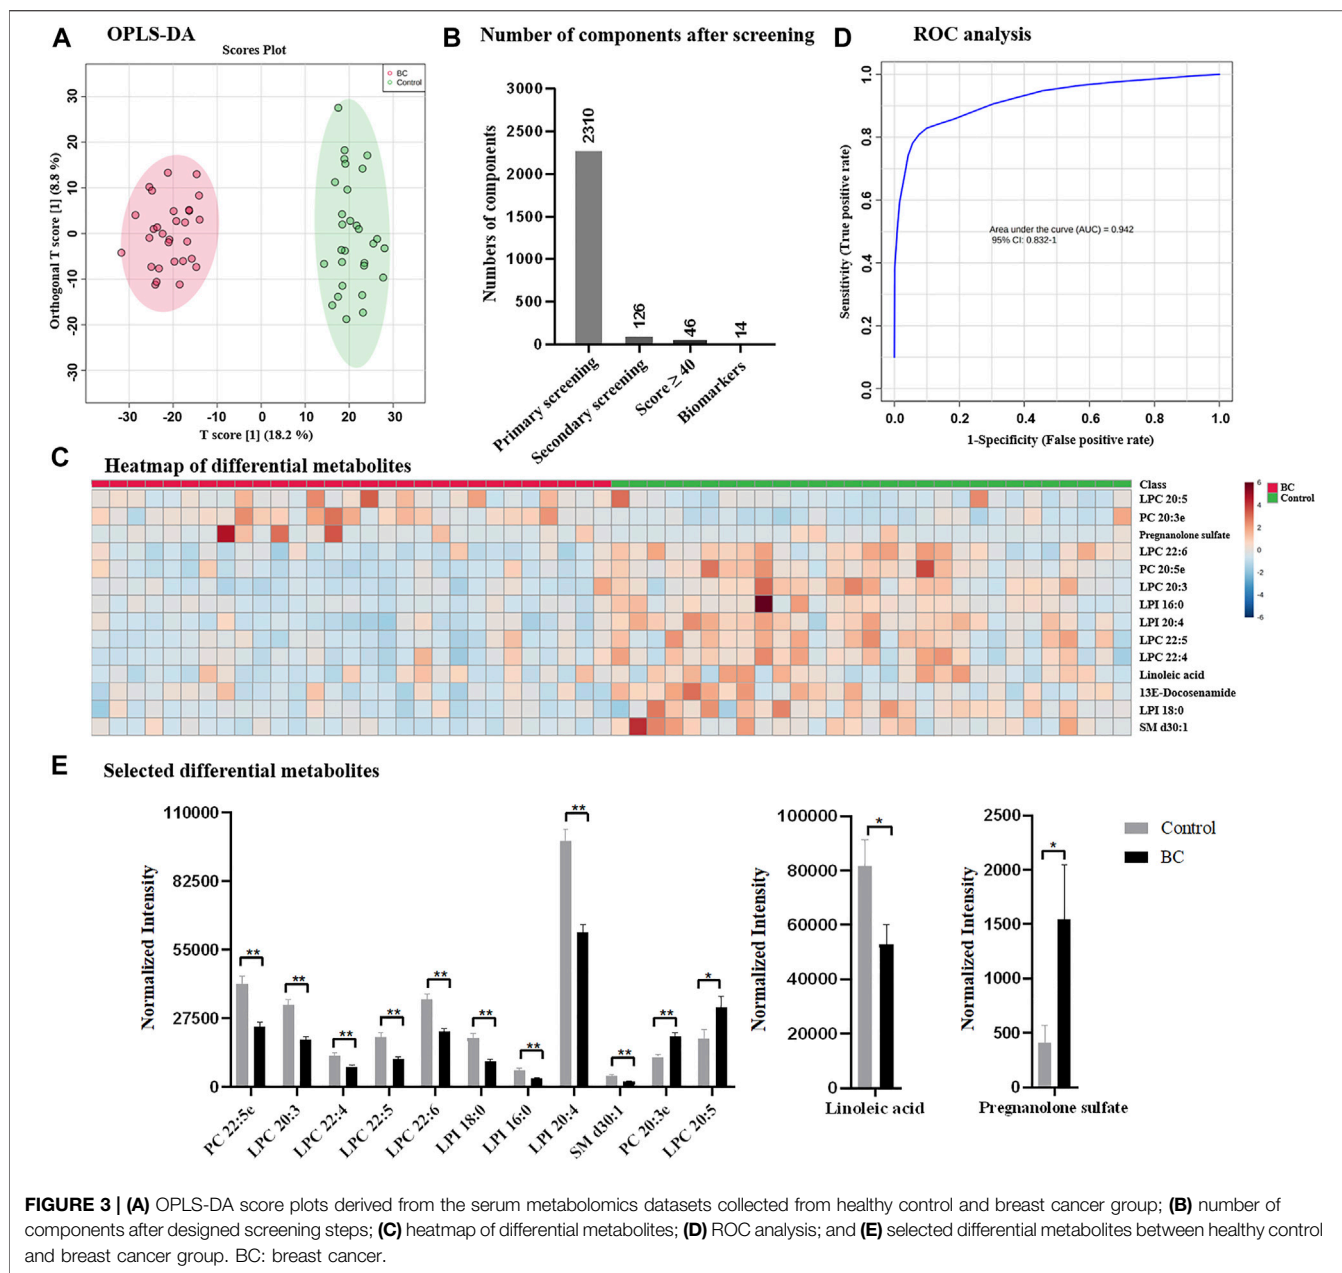 A OPLS-DA
Scores Plot
BC
Control
Orthogonal T score [1] (8.8 %)
30
20
10
0
-10
-20
-30
-30 -20 -10 0 10 20 30
T score [1] (18.2 %)
B Number of components after screening
Numbers of components
3000
2500
2000
1500
1000
500
0
2310
126
46
14
Primary screening
Secondary screening
Score ≥ 40
Biomarkers
D ROC analysis
Sensitivity (True positive rate)
1.0
0.8
0.6
0.4
0.2
0.0
Area under the curve (AUC) = 0.942
95% CI: 0.832-1
0.0 0.2 0.4 0.6 0.8 1.0
1-Specificity (False positive rate)
C Heatmap of differential metabolites
Class
LPC 20:5
PC 20:3e
Pregnanolone sulfate
LPC 22:6
PC 20:5e
LPC 20:3
LPI 16:0
LPI 20:4
LPC 22:5
LPC 22:4
Linoleic acid
13E-Docosenamide
LPI 18:0
SM d30:1
6
4
2
0
-2
-4
-6
BC
Control
E Selected differential metabolites
Normalized Intensity
110000
82500
55000
27500
0
**
**
**
**
**
**
**
**
**
**
*
PC 22:5e
LPC 20:3
LPC 22:4
LPC 22:5
LPC 22:6
LPI 18:0
LPI 16:0
LPI 20:4
SM d30:1
PC 20:3e
LPC 20:5
Normalized Intensity
100000
80000
60000
40000
20000
0
*
Linoleic acid
Normalized Intensity
2500
2000
1500
1000
500
0
*
Pregnanolone sulfate
Control
BC
FIGURE 3 | (A) OPLS-DA score plots derived from the serum metabolomics datasets collected from healthy control and breast cancer group; (B) number of
components after designed screening steps; (C) heatmap of differential metabolites; (D) ROC analysis; and (E) selected differential metabolites between healthy control
and breast cancer group. BC: breast cancer.